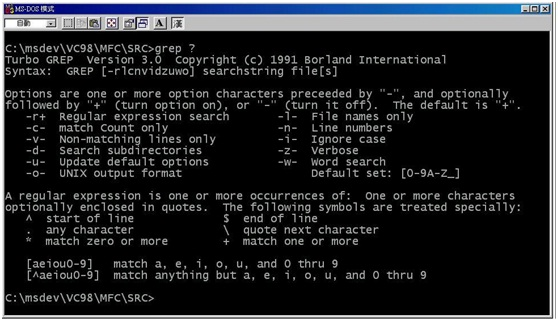 MS-DOS 模式
自動
A
漢
C:\msdev\VC98\MFC\SRC>grep ?
Turbo GREP  Version 3.0  Copyright (c) 1991 Borland International
Syntax:  GREP [-rlcnvidzuwo] searchstring file[s]
Options are one or more option characters preceeded by "-", and optionally
followed by "+" (turn option on), or "-" (turn it off).  The default is "+".
-r+  Regular expression search       -l-  File names only
-c-  match Count only                -n-  Line numbers
-v-  Non-matching lines only         -i-  Ignore case
-d-  Search subdirectories           -z-  Verbose
-u-  Update default options          -w-  Word search
-o-  UNIX output format                   Default set: [0-9A-Z_]
A regular expression is one or more occurrences of:  One or more characters
optionally enclosed in quotes.  The following symbols are treated specially:
^  start of line            $  end of line
.  any character            \  quote next character
*  match zero or more       +  match one or more
[aeiou0-9]   match a, e, i, o, u, and 0 thru 9
[^aeiou0-9]  match anything but a, e, i, o, u, and 0 thru 9
C:\msdev\VC98\MFC\SRC>